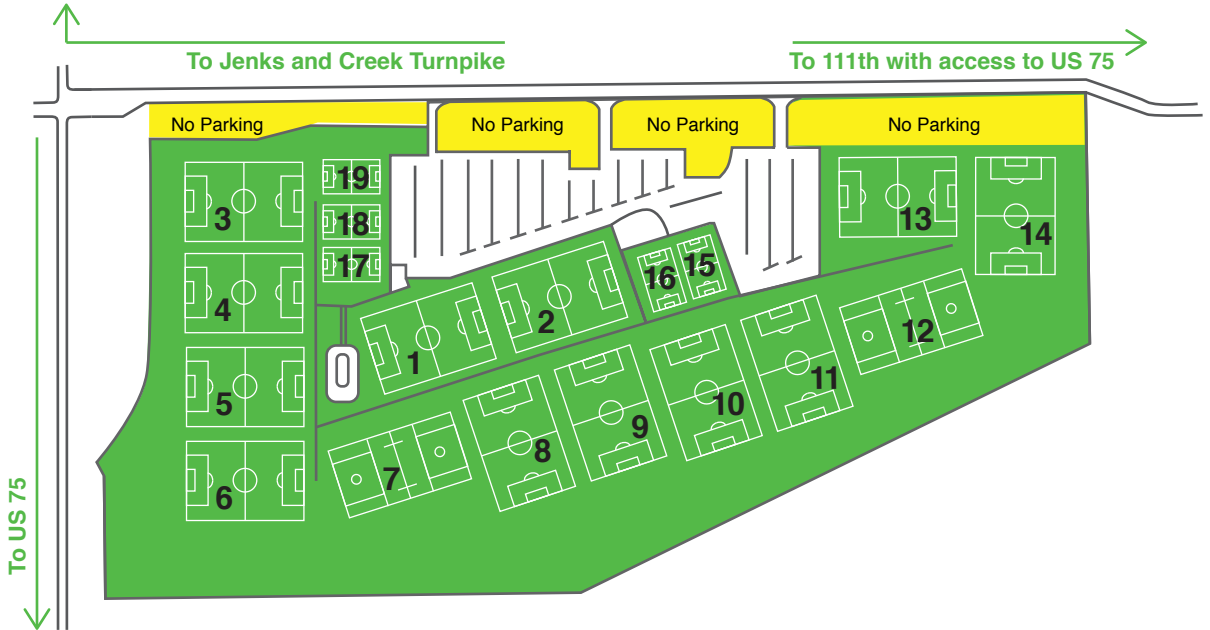 To Jenks and Creek Turnpike
To 111th with access to US 75
No Parking
No Parking
No Parking
No Parking
19
3
18
13
14
17
16
15
4
2
12
1
11
5
10
9
8
7
6
To US 75